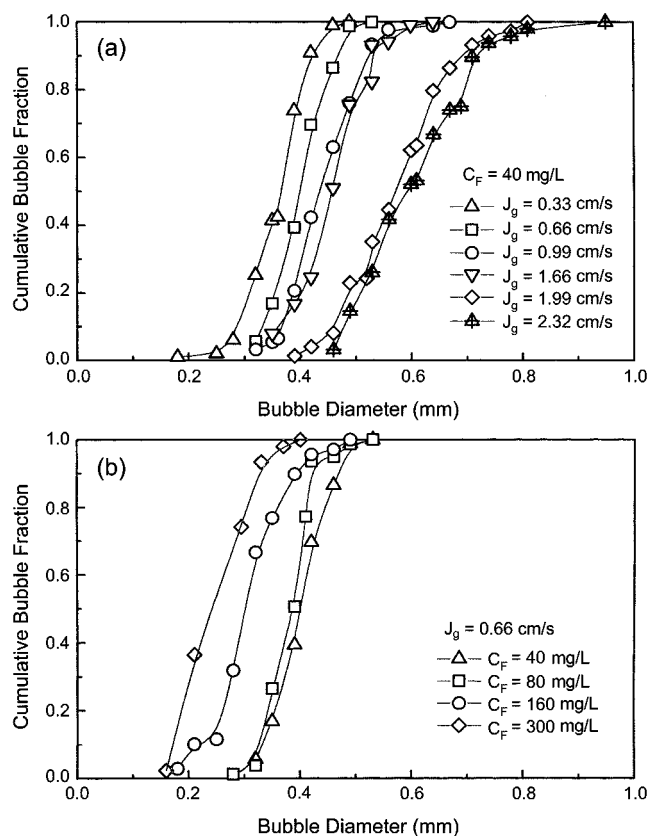 (a)
1.0
0.8
0.6
0.4
0.2
0.0
Cumulative Bubble Fraction
C_F = 40 mg/L
J_g = 0.33 cm/s
J_g = 0.66 cm/s
J_g = 0.99 cm/s
J_g = 1.66 cm/s
J_g = 1.99 cm/s
J_g = 2.32 cm/s
0.0 0.2 0.4 0.6 0.8 1.0
Bubble Diameter (mm)
(b)
1.0
0.8
0.6
0.4
0.2
0.0
Cumulative Bubble Fraction
J_g = 0.66 cm/s
C_F = 40 mg/L
C_F = 80 mg/L
C_F = 160 mg/L
C_F = 300 mg/L
0.0 0.2 0.4 0.6 0.8 1.0
Bubble Diameter (mm)